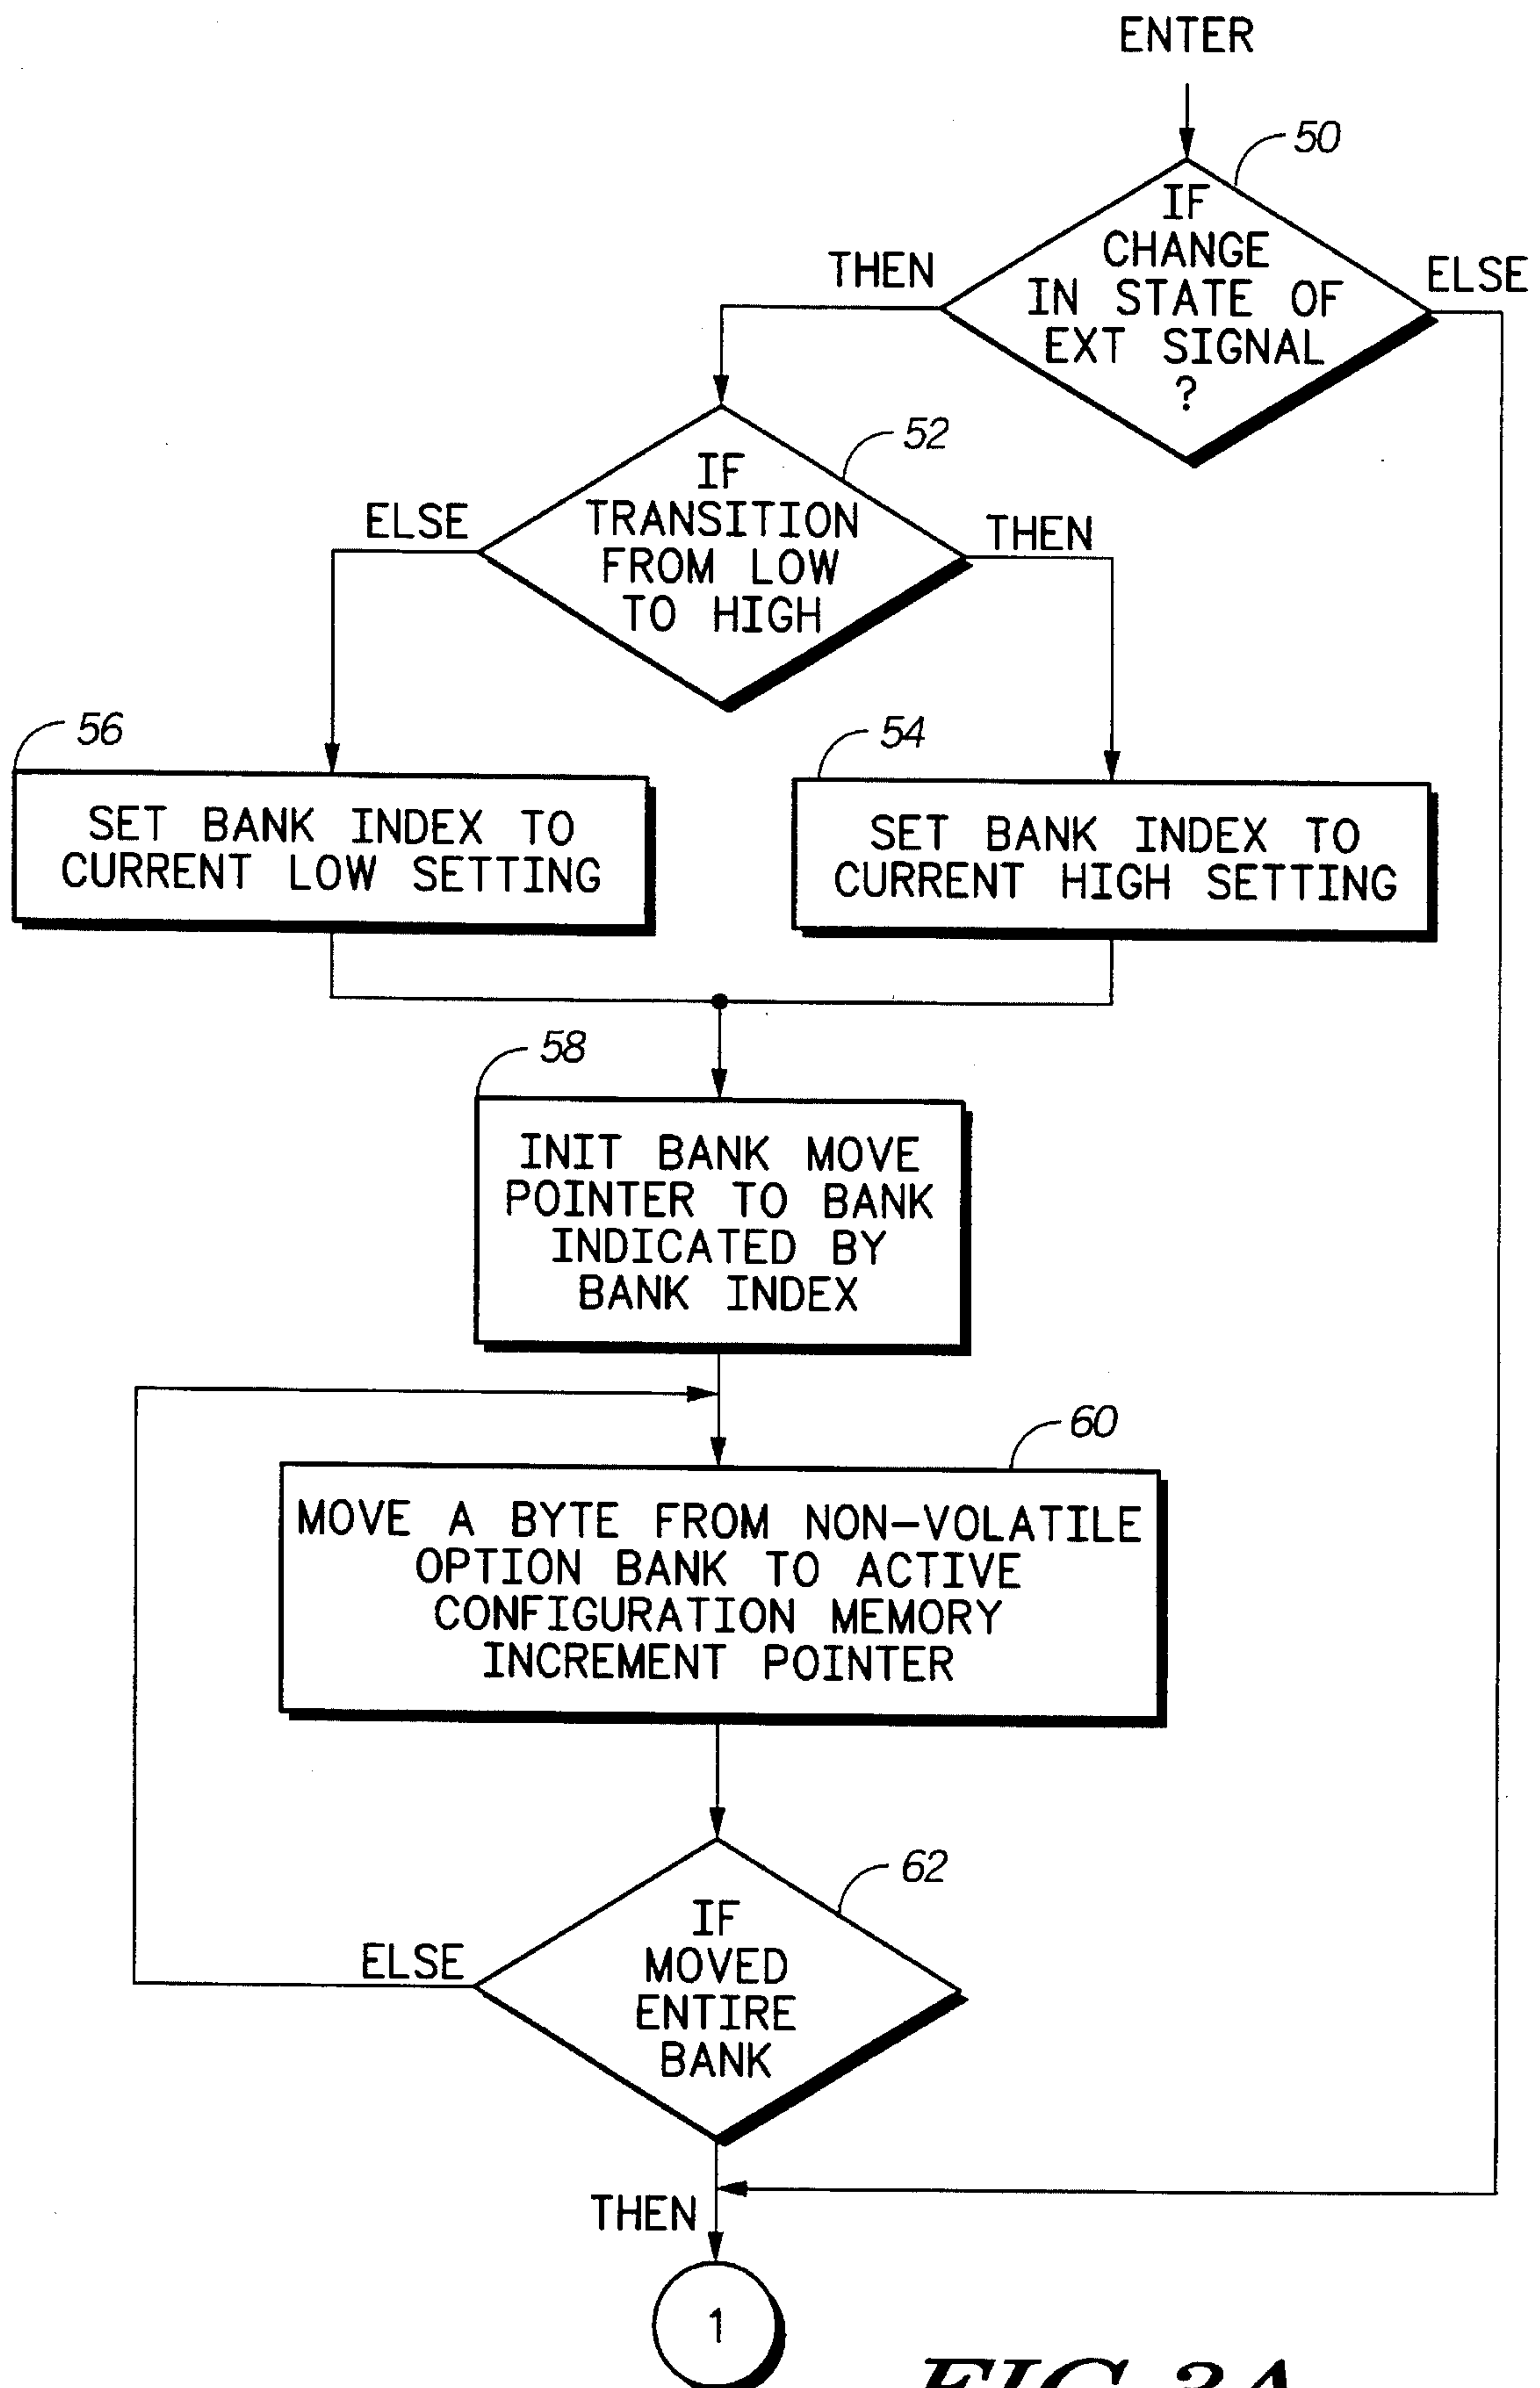 ENTER
50
IF
CHANGE
IN STATE OF
EXT SIGNAL
?
THEN
ELSE
52
IF
TRANSITION
FROM LOW
TO HIGH
ELSE
THEN
56
SET BANK INDEX TO
CURRENT LOW SETTING
54
SET BANK INDEX TO
CURRENT HIGH SETTING
58
INIT BANK MOVE
POINTER TO BANK
INDICATED BY
BANK INDEX
60
MOVE A BYTE FROM NON-VOLATILE
OPTION BANK TO ACTIVE
CONFIGURATION MEMORY
INCREMENT POINTER
62
IF
MOVED
ENTIRE
BANK
ELSE
THEN
1
FIG.3A